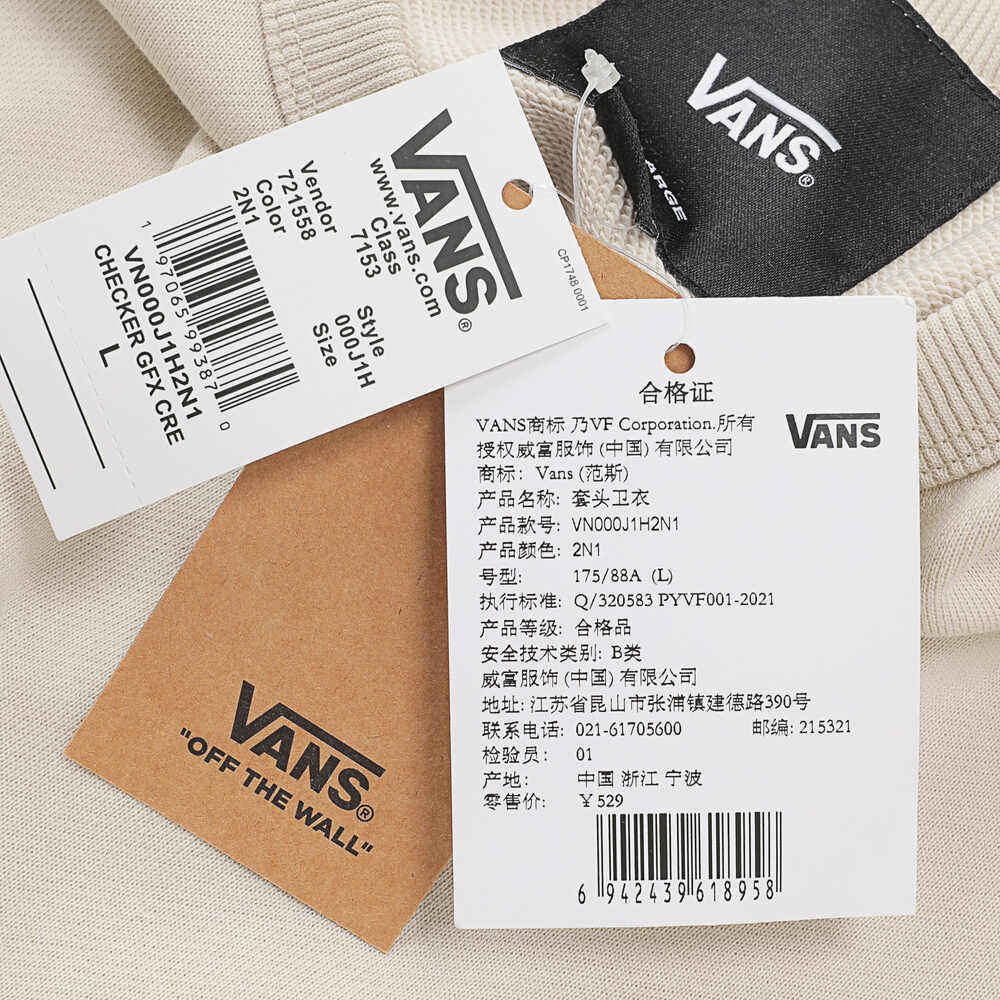 VANS®
ARGE
VANS®
www.vans.com
Class
7153
Style
000J1H
Size
Vendor
721558
Color
2N1
1 97065 99387 0
VN000J1H2N1
CHECKER GFX CRE
L
CP1748 0001
VANS®
"OFF THE WALL"
合格证
VANS商标 乃VF Corporation.所有
授权威富服饰 (中国) 有限公司
VANS
商标: Vans (范斯)
产品名称: 套头卫衣
产品款号: VN000J1H2N1
产品颜色: 2N1
号型: 175/88A (L)
执行标准: Q/320583 PYVF001-2021
产品等级: 合格品
安全技术类别: B类
威富服饰 (中国) 有限公司
地址: 江苏省昆山市张浦镇建德路390号
联系电话: 021-61705600 邮编: 215321
检验员: 01
产地: 中国 浙江 宁波
零售价: ￥529
6 942439 618958